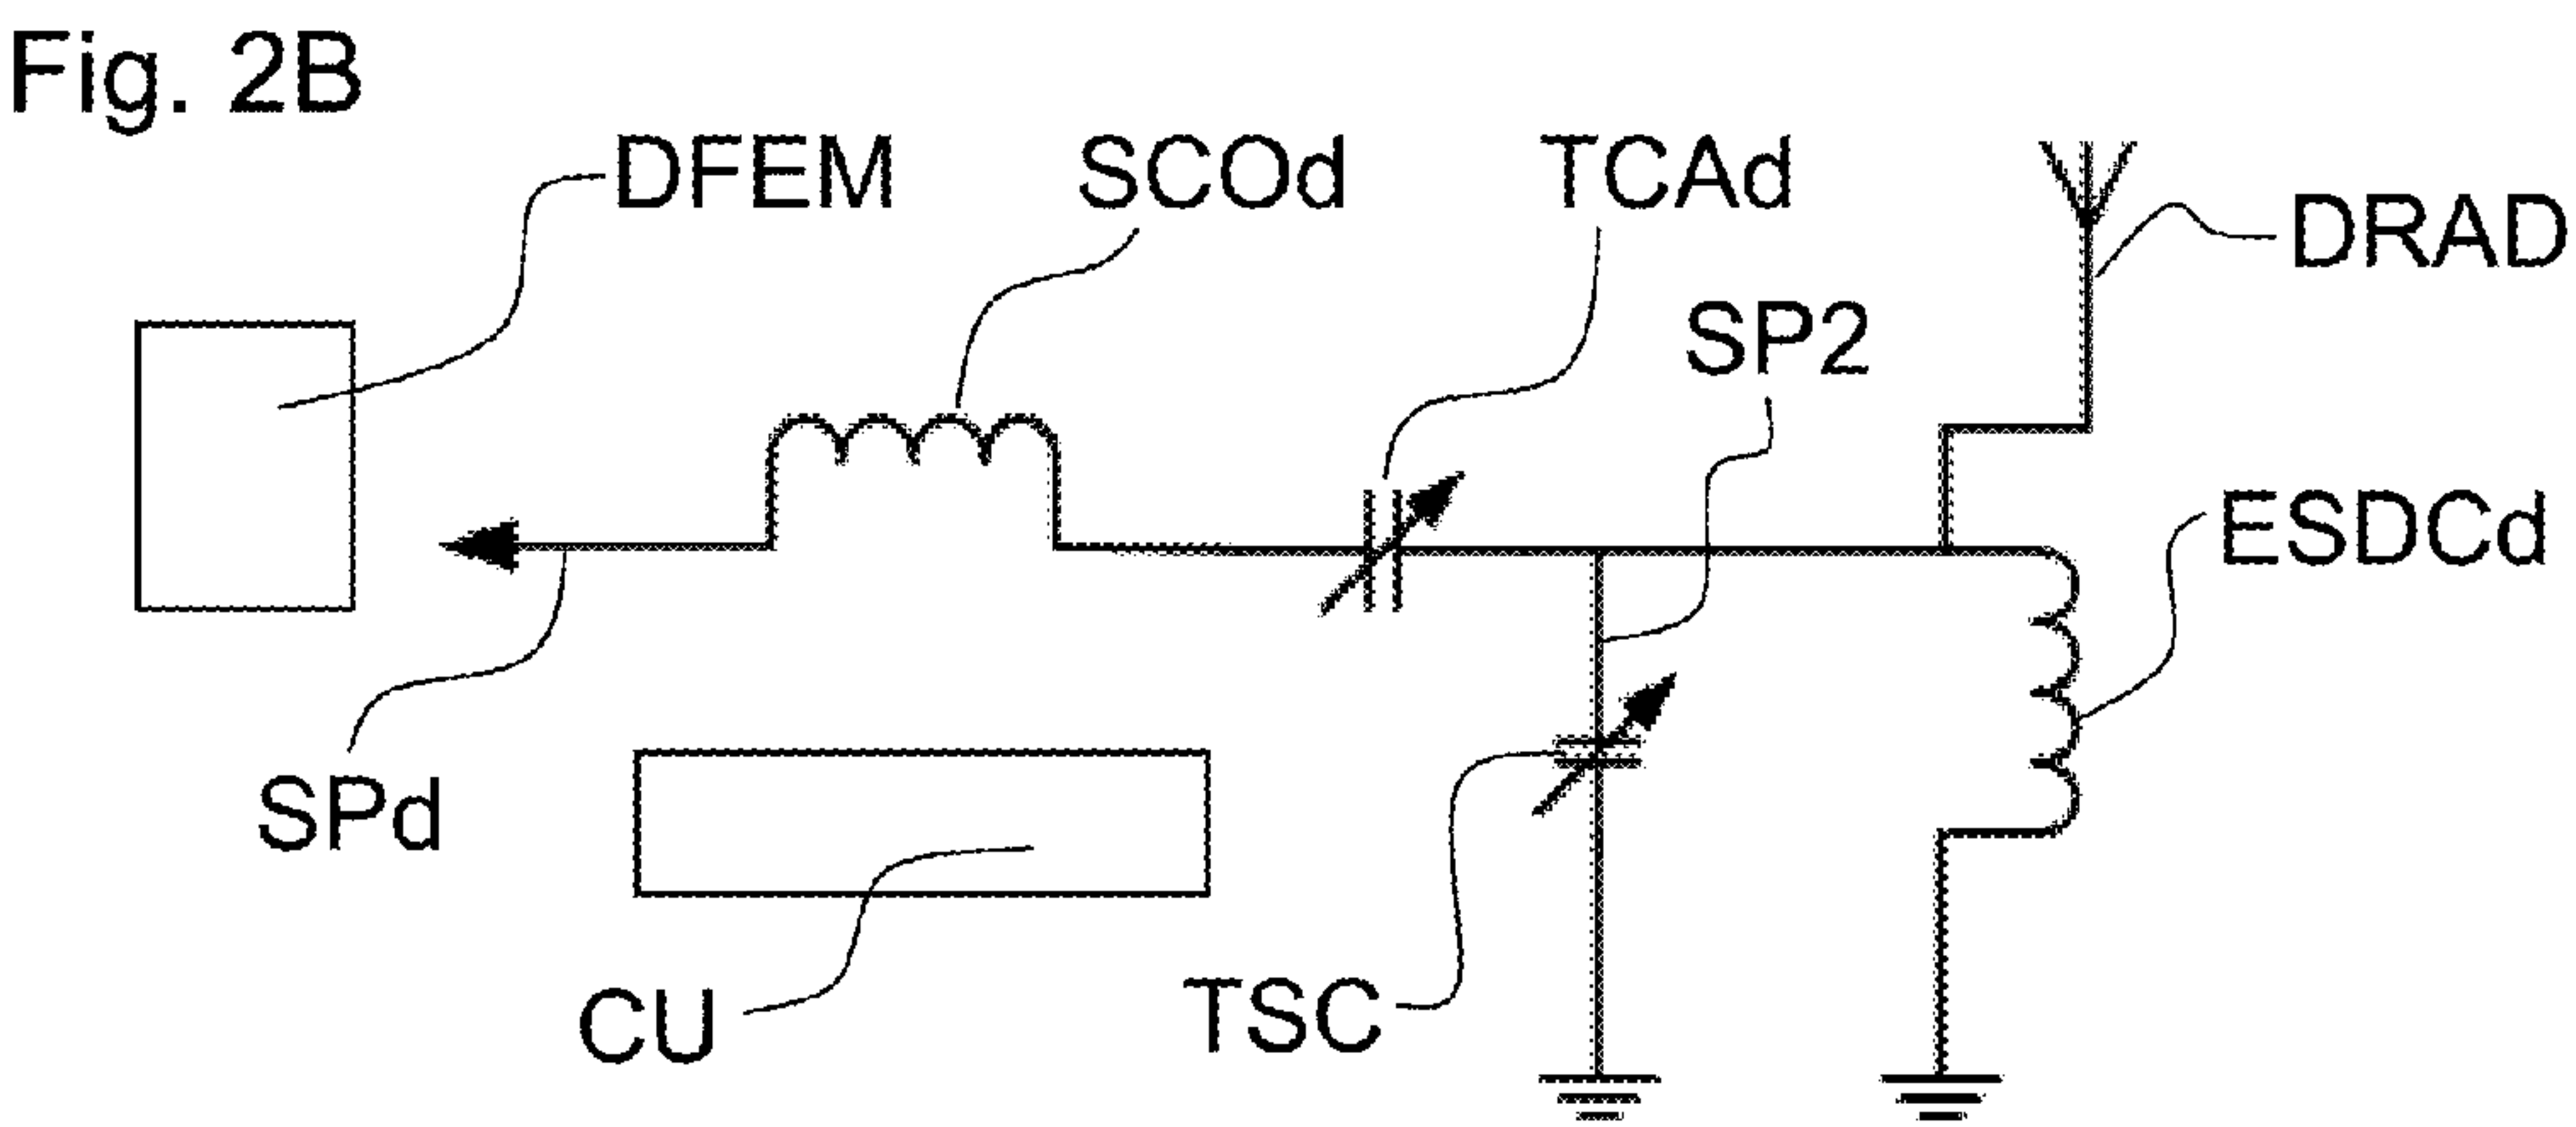 Fig. 2B
DFEM
SCOd
TCAd
DRAD
SP2
ESDCd
SPd
CU
TSC